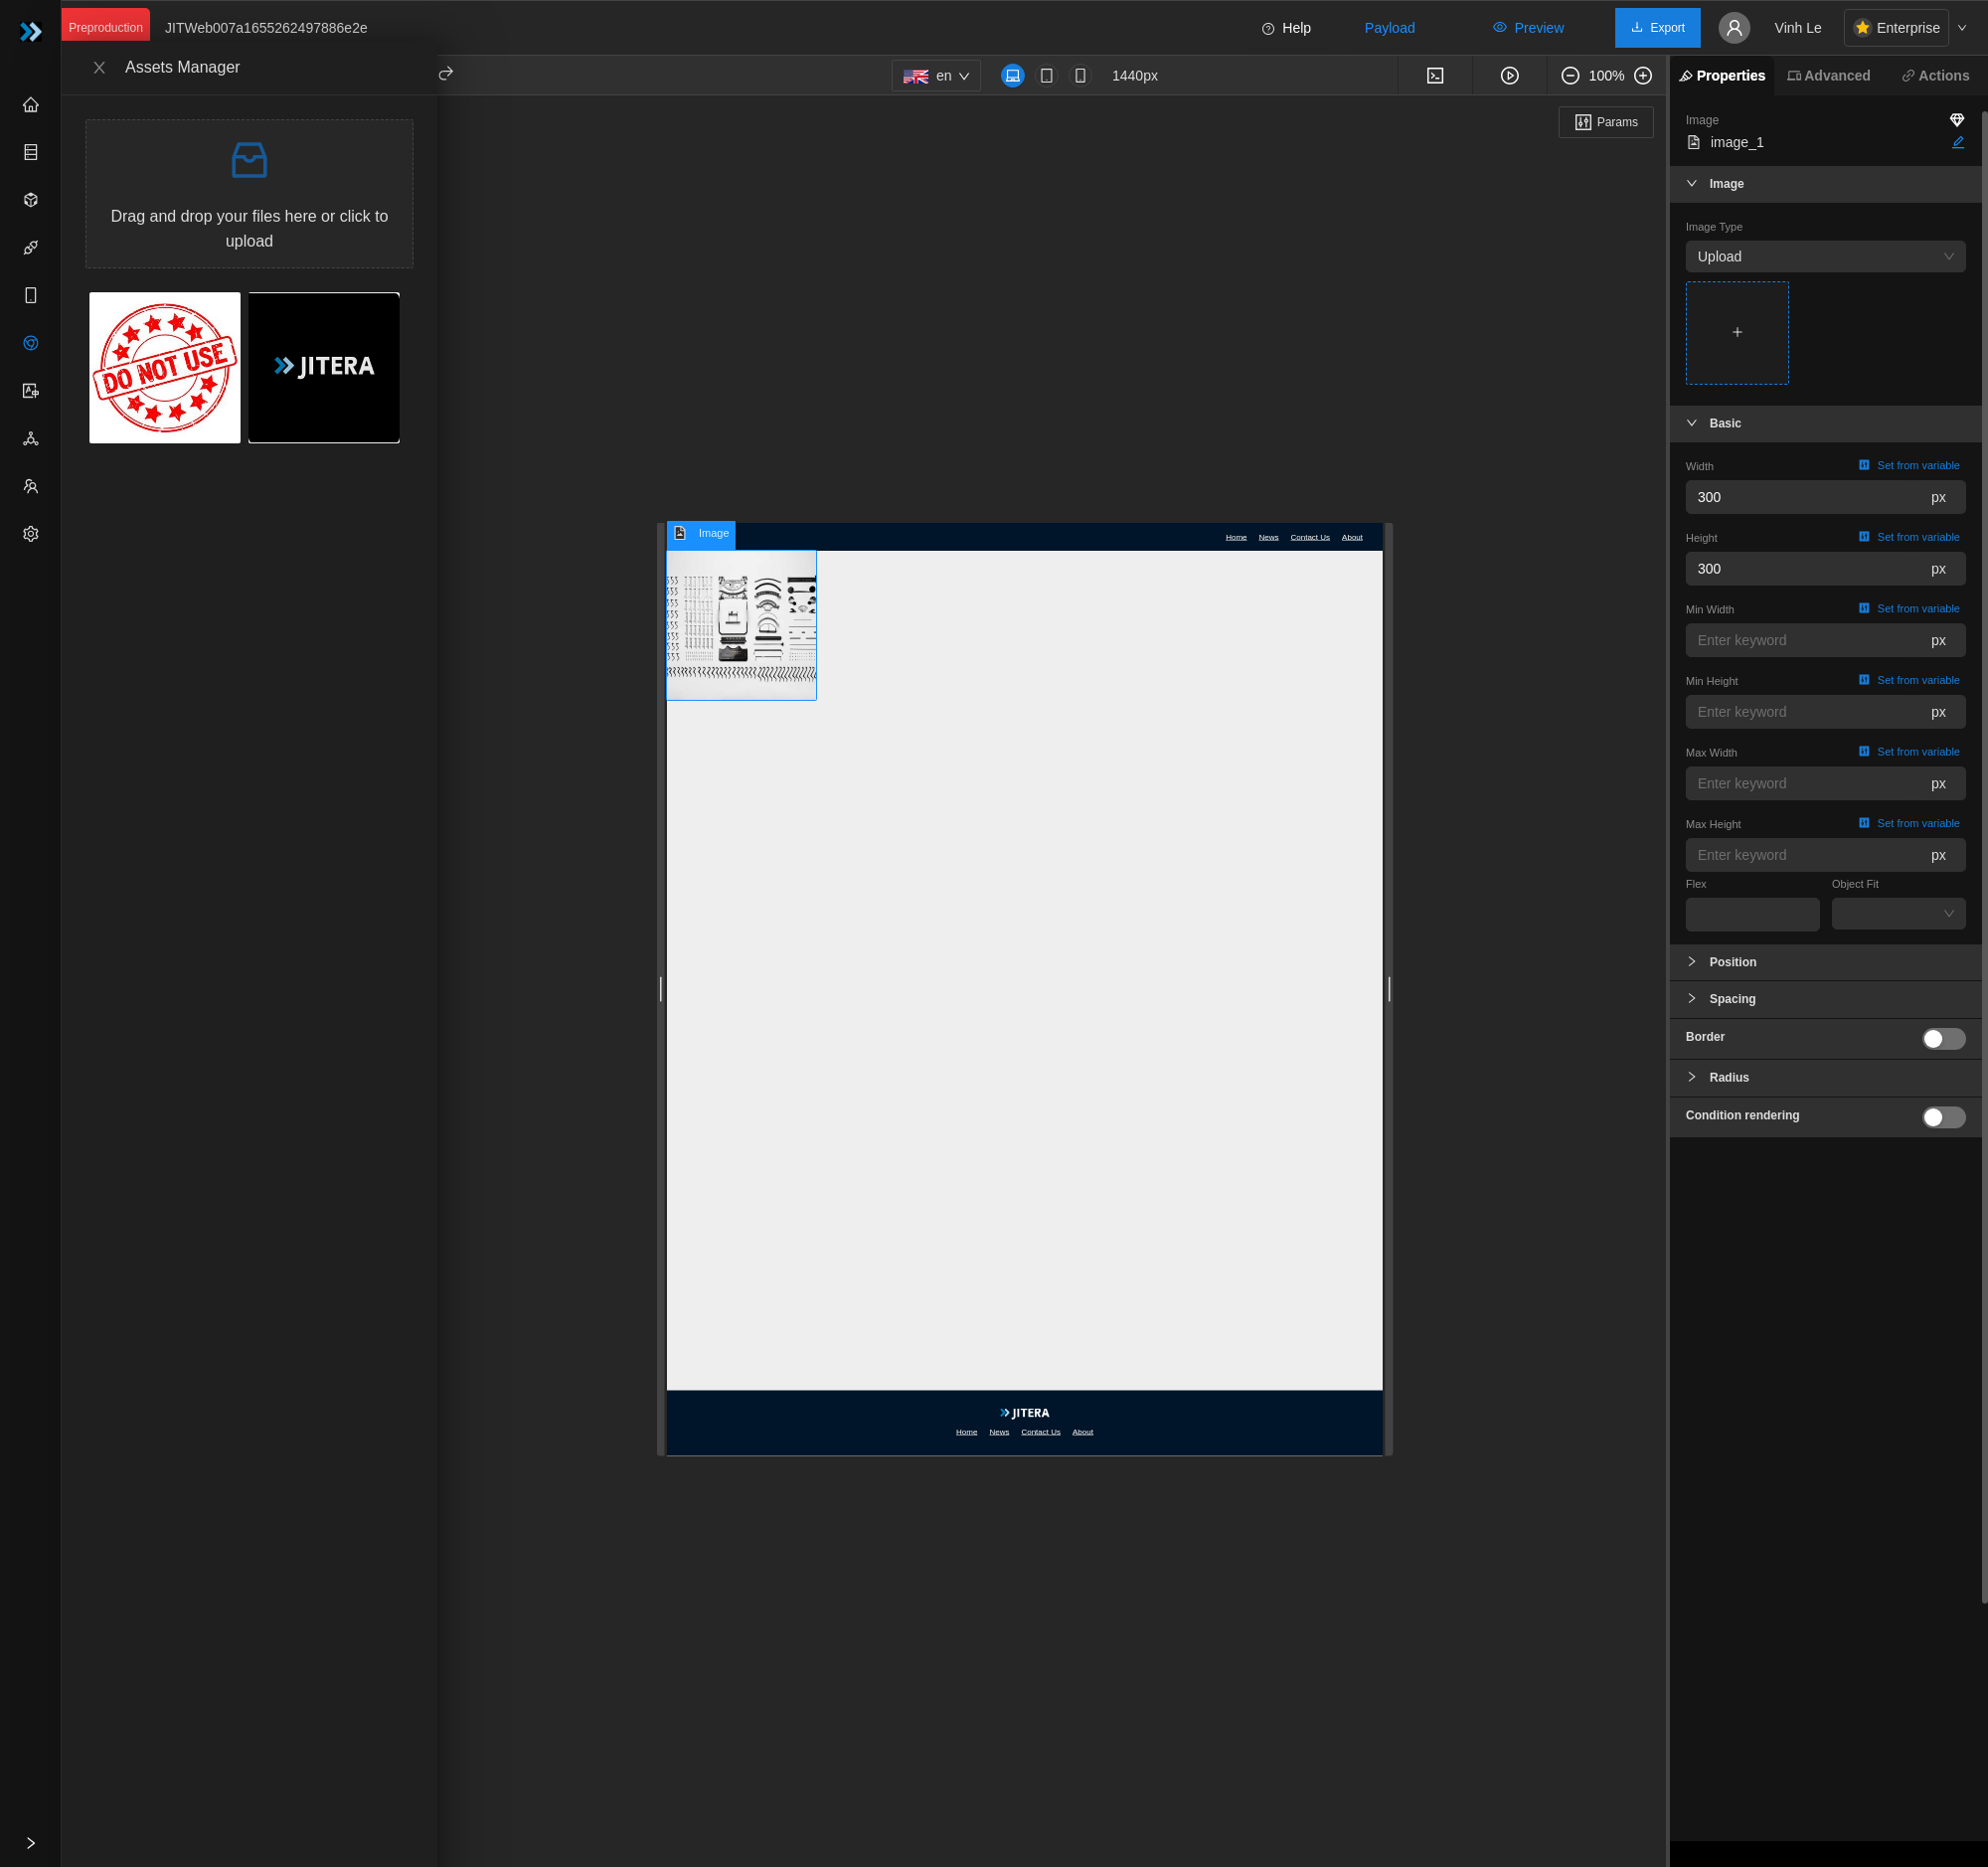 Preproduction
JITWeb007a1655262497886e2e
Help
Payload
Preview
Export
Vinh Le
Enterprise
Assets Manager
en
1440px
100%
Properties
Advanced
Actions
Params
Drag and drop your files here or click to
upload
DO NOT USE
JITERA
Image
Home
News
Contact Us
About
JITERA
Home
News
Contact Us
About
Image
image_1
Image
Image Type
Upload
Basic
Width
Set from variable
300
px
Height
Set from variable
300
px
Min Width
Set from variable
Enter keyword
px
Min Height
Set from variable
Enter keyword
px
Max Width
Set from variable
Enter keyword
px
Max Height
Set from variable
Enter keyword
px
Flex
Object Fit
Position
Spacing
Border
Radius
Condition rendering